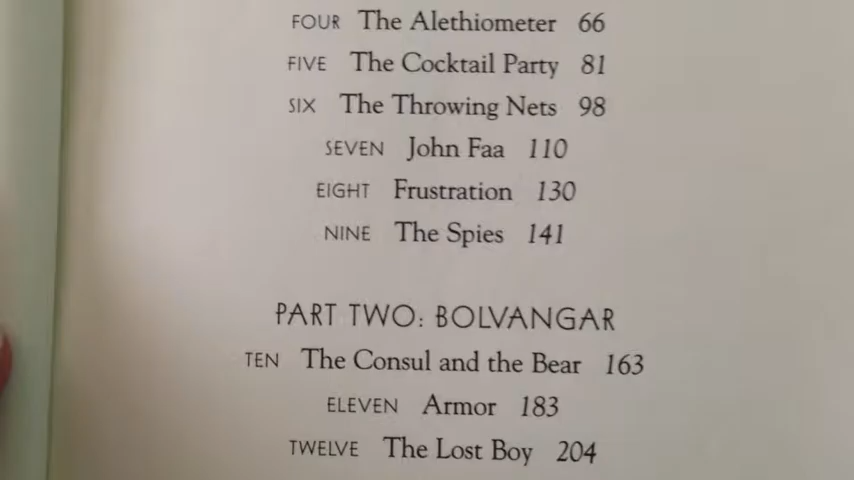 FOUR The Alethiometer 66
FIVE The Cocktail Party 81
SIX The Throwing Nets 98
SEVEN John Faa 110
EIGHT Frustration 130
NINE The Spies 141
PART TWO: BOLVANGAR
TEN The Consul and the Bear 163
ELEVEN Armor 183
TWELVE The Lost Boy 204